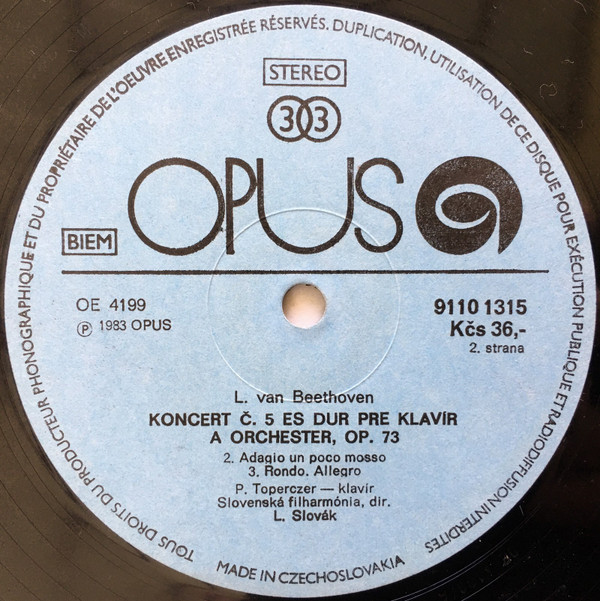 TOUS DROITS DU PRODUCTEUR PHONOGRAPHIQUE ET DU PROPRIÉTAIRE DE L'OEUVRE ENREGISTRÉE RÉSERVÉS. DUPLICATION, UTILISATION DE CE DISQUE POUR EXÉCUTION PUBLIQUE ET RADIODIFFUSION INTERDITES
STEREO
33
OPUS
BIEM
OE 4199
9110 1315
Ⓟ 1983 OPUS
Kčs 36,-
2. strana
L. van Beethoven
KONCERT Č. 5 ES DUR PRE KLAVÍR
A ORCHESTER, OP. 73
2. Adagio un poco mosso
3. Rondo. Allegro
P. Toperczer — klavír
Slovenská filharmónia, dir.
L. Slovák
MADE IN CZECHOSLOVAKIA